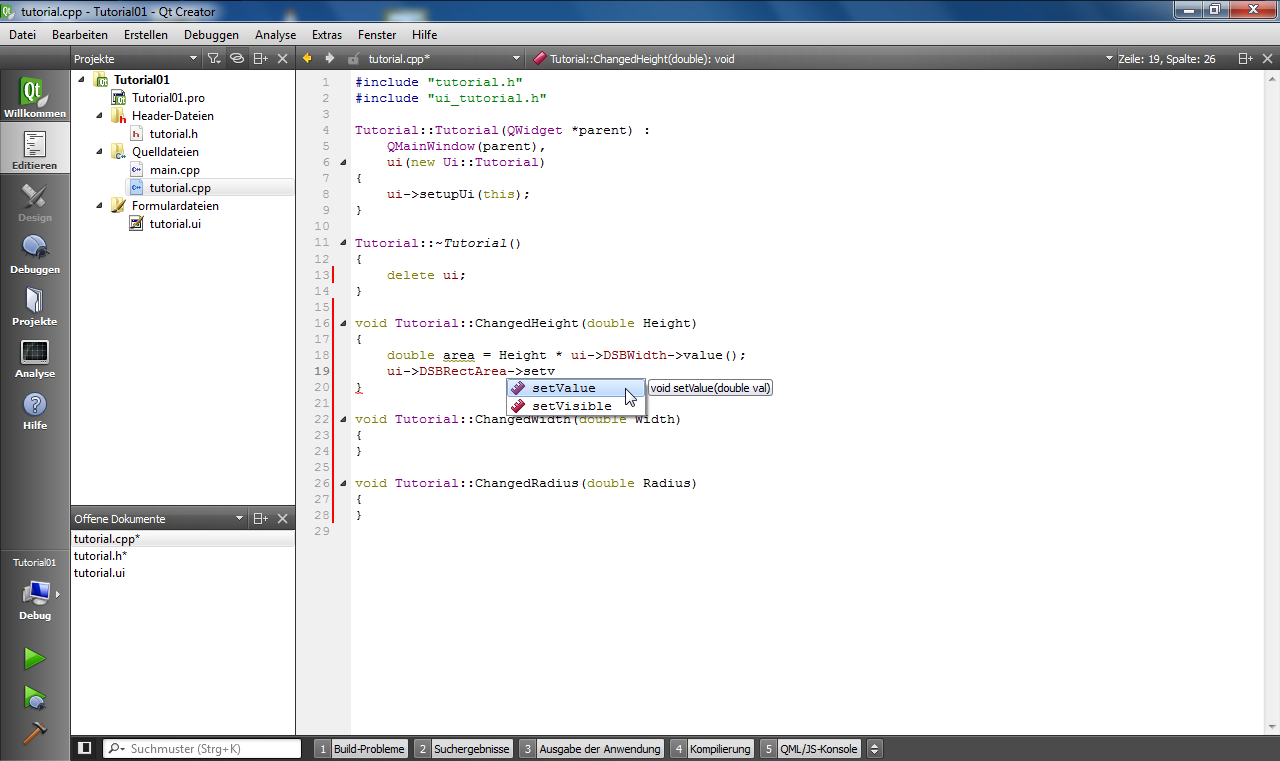 tutorial.cpp - Tutorial01 - Qt Creator
Datei Bearbeiten Erstellen Debuggen Analyse Extras Fenster Hilfe
Projekte
tutorial.cpp*
Tutorial::ChangedHeight(double): void
Zeile: 19, Spalte: 26
Qt
Willkommen
Editieren
Design
Debuggen
Projekte
Analyse
Hilfe
Tutorial01
Debug
Tutorial01
Tutorial01.pro
Header-Dateien
tutorial.h
Quelldateien
main.cpp
tutorial.cpp
Formulardateien
tutorial.ui
Offene Dokumente
tutorial.cpp*
tutorial.h*
tutorial.ui
1 #include "tutorial.h"
2 #include "ui_tutorial.h"
3
4 Tutorial::Tutorial(QWidget *parent) :
5 QMainWindow(parent),
6 ui(new Ui::Tutorial)
7 {
8 ui->setupUi(this);
9 }
10
11 Tutorial::~Tutorial()
12 {
13 delete ui;
14 }
15
16 void Tutorial::ChangedHeight(double Height)
17 {
18 double area = Height * ui->DSBWidth->value();
19 ui->DSBRectArea->setv
20 }
setValue
void setValue(double val)
setVisible
21
22 void Tutorial::ChangedWidth(double Width)
23 {
24 }
25
26 void Tutorial::ChangedRadius(double Radius)
27 {
28 }
29
Suchmuster (Strg+K)
1 Build-Probleme
2 Suchergebnisse
3 Ausgabe der Anwendung
4 Kompilierung
5 QML/JS-Konsole